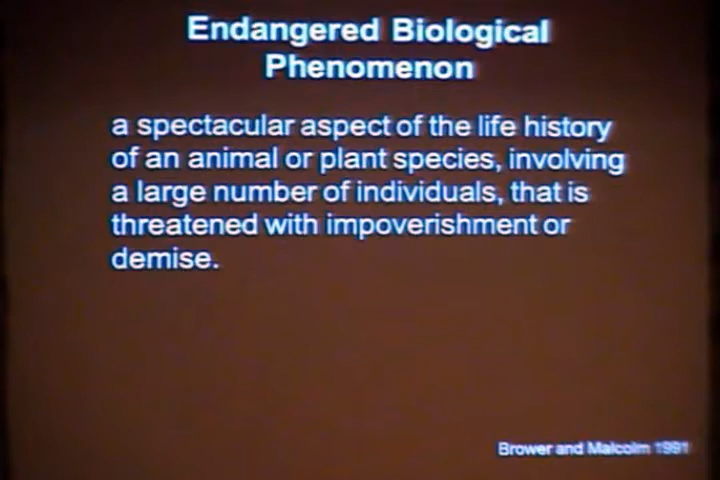 Endangered Biological
Phenomenon
a spectacular aspect of the life history
of an animal or plant species, involving
a large number of individuals, that is
threatened with impoverishment or
demise.
Brower and Malcolm 1991